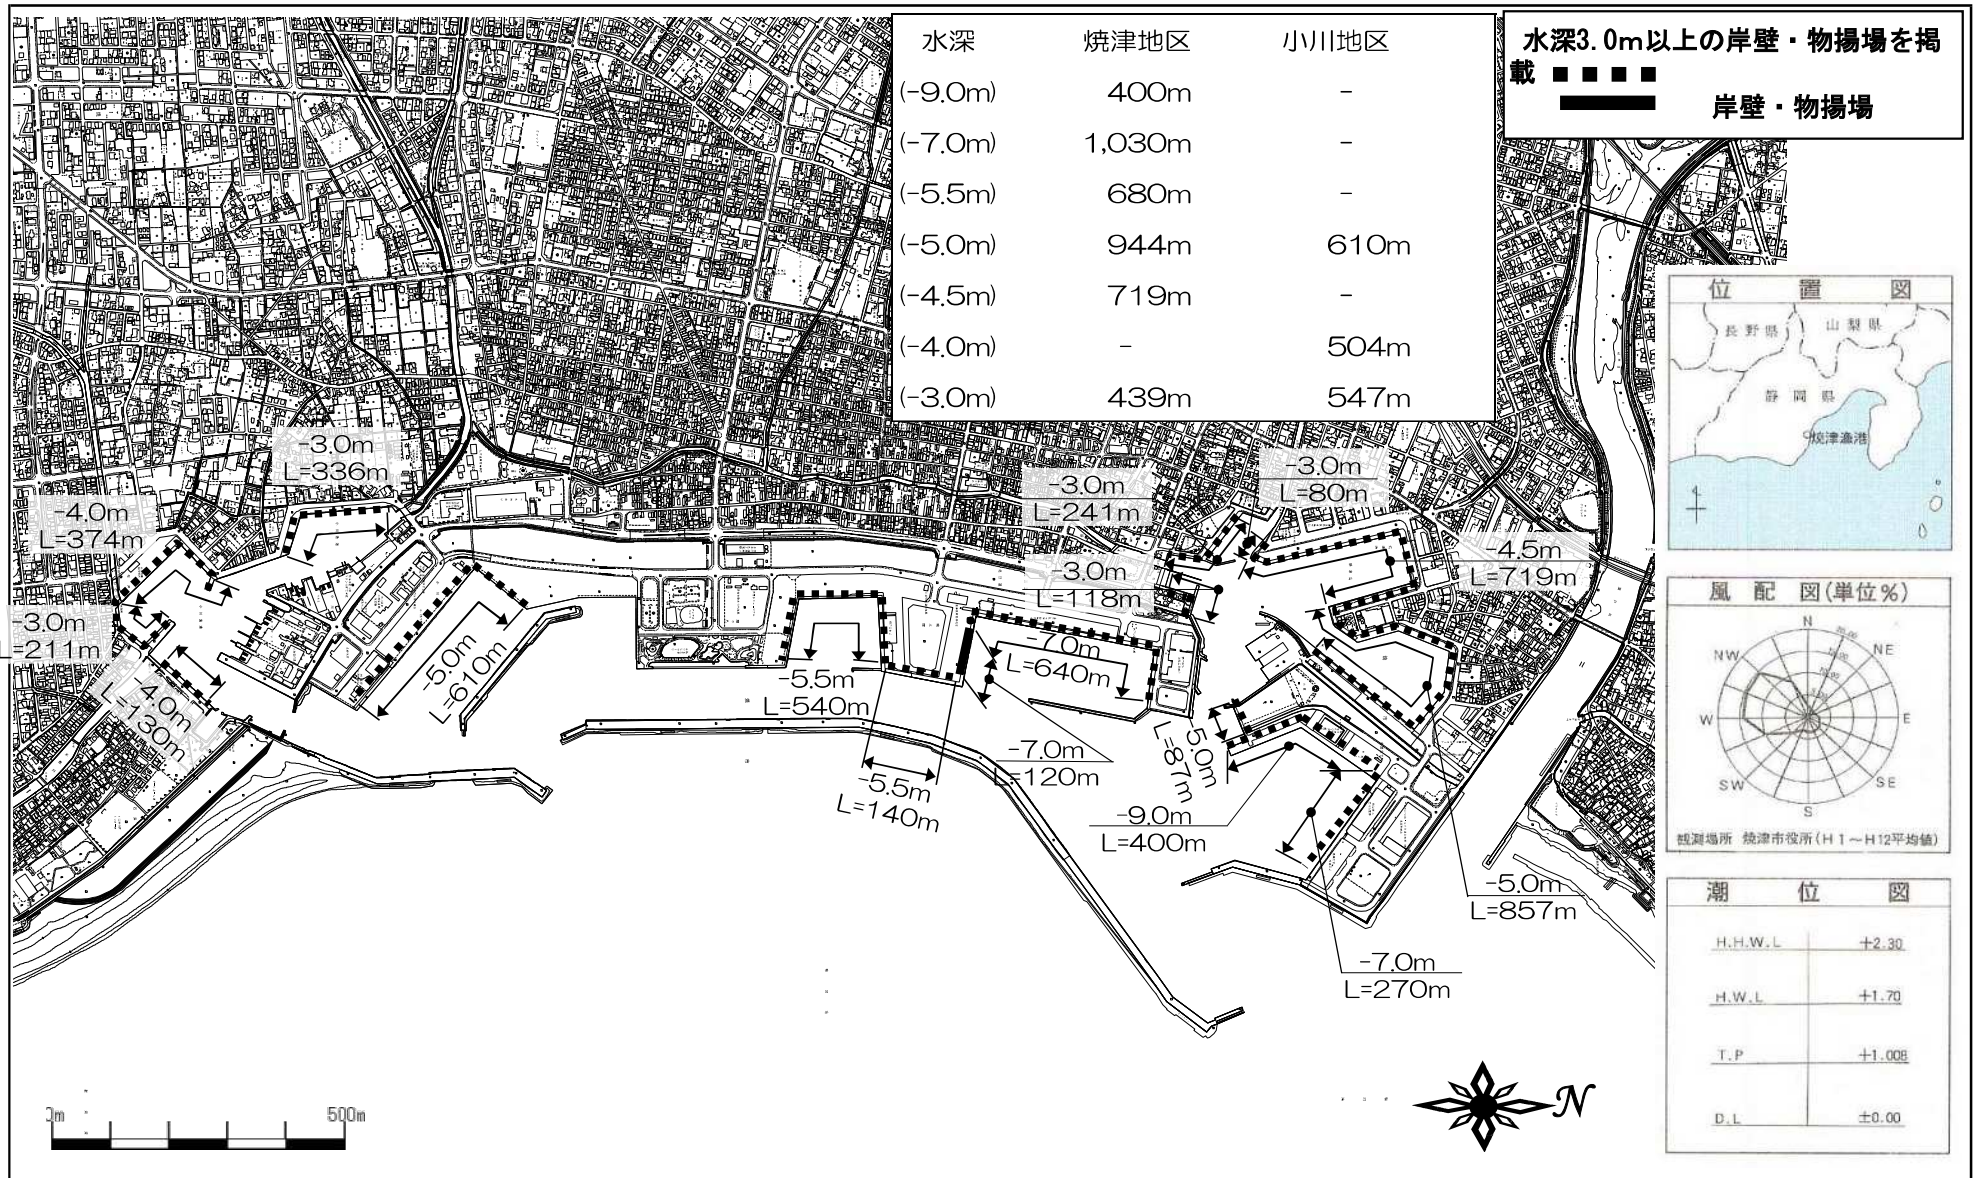 水深 焼津地区 小川地区
(-9.0m) 400m -
(-7.0m) 1,030m -
(-5.5m) 680m -
(-5.0m) 944m 610m
(-4.5m) 719m -
(-4.0m) - 504m
(-3.0m) 439m 547m
水深3.0m以上の岸壁・物揚場を掲
載
岸壁・物揚場
位置図
長野県
山梨県
静岡県
焼津漁港
風配図(単位%)
N
NE
E
SE
S
SW
W
NW
観測場所 焼津市役所(H1～H12平均値)
潮位図
H.H.W.L +2.30
H.W.L +1.70
T.P +1.008
D.L ±0.00
-3.0m
L=336m
-4.0m
L=374m
-3.0m
L=211m
-4.0m
L=130m
-5.0m
L=610m
-3.0m
L=241m
-3.0m
L=80m
-3.0m
L=118m
-4.5m
L=719m
-5.5m
L=540m
-7.0m
L=640m
-5.5m
L=140m
-7.0m
L=120m
-5.0m
L=87m
-9.0m
L=400m
-5.0m
L=857m
-7.0m
L=270m
0m 500m
N